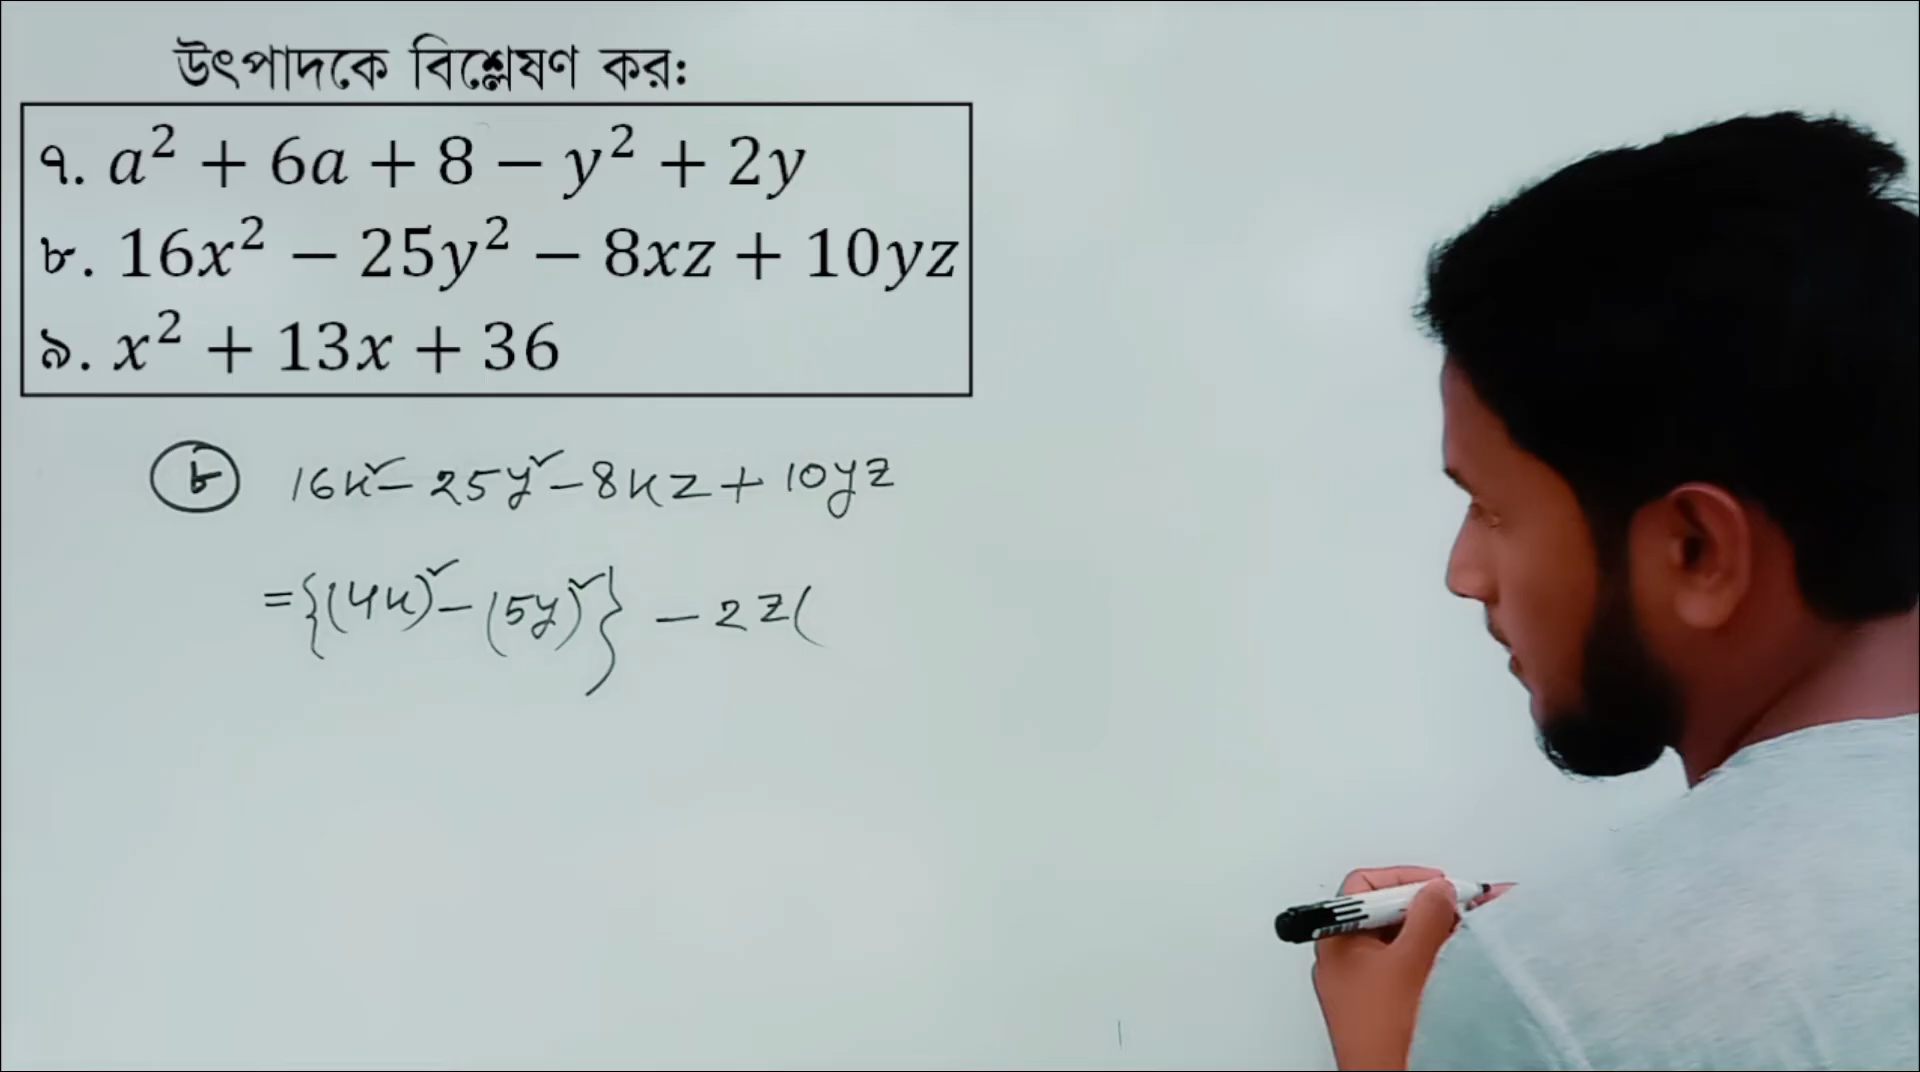 উৎপাদকে বিশ্লেষণ কর:
৭. a² + 6a + 8 − y² + 2y
৮. 16x² − 25y² − 8xz + 10yz
৯. x² + 13x + 36
৮ 16x² − 25y² − 8xz + 10yz
= {(4x)² − (5y)²} − 2z(